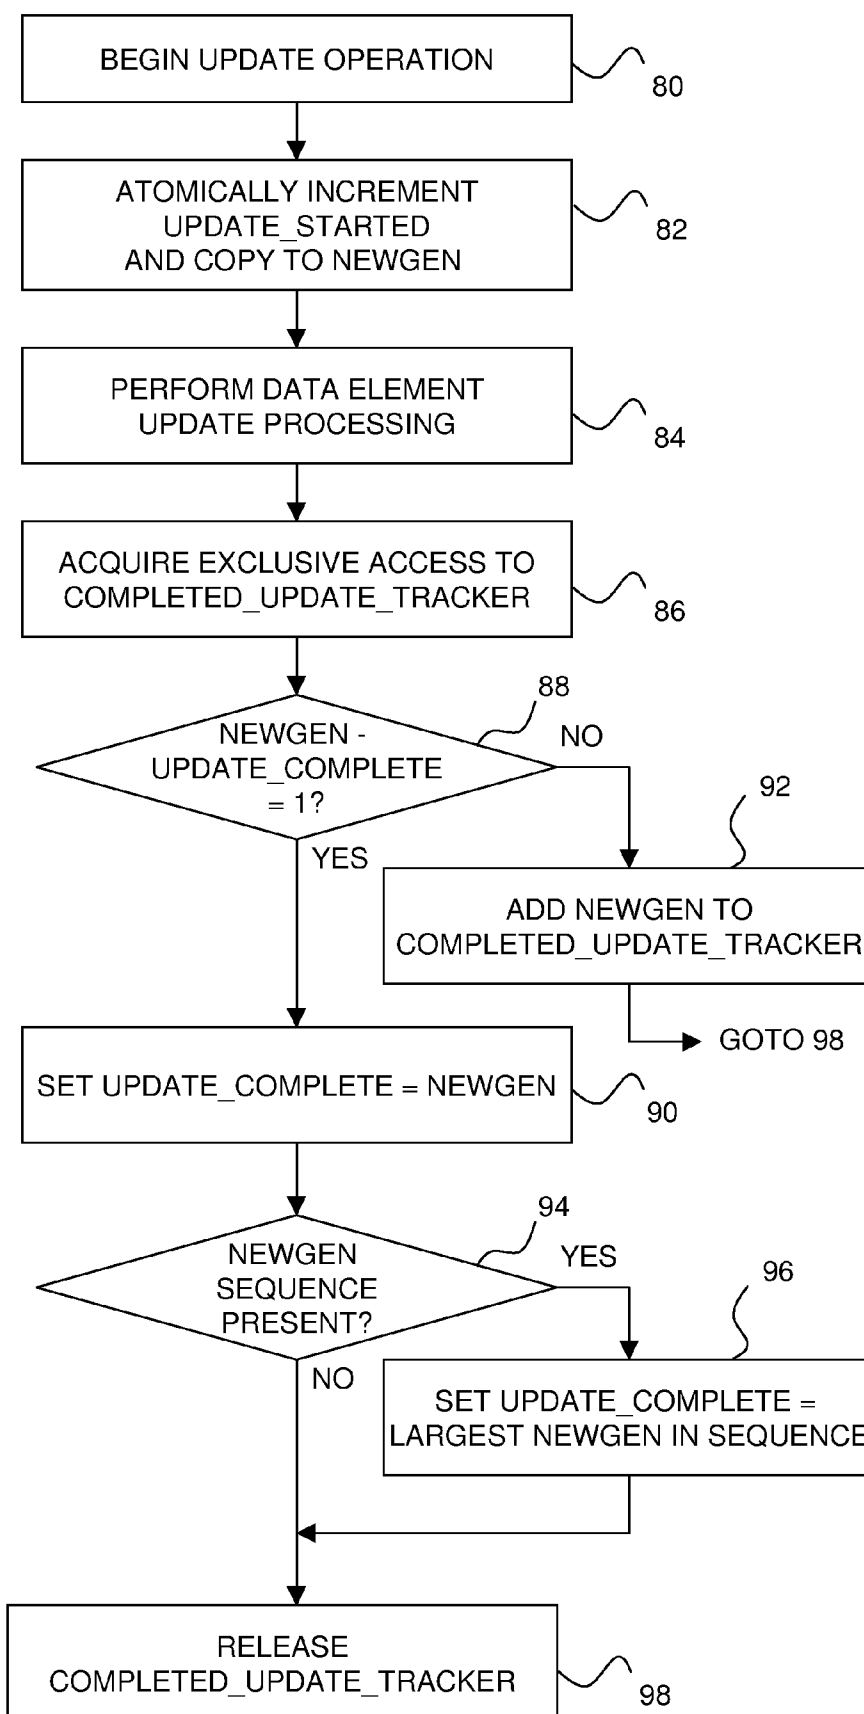 BEGIN UPDATE OPERATION
80
ATOMICALLY INCREMENT
UPDATE_STARTED
AND COPY TO NEWGEN
82
PERFORM DATA ELEMENT
UPDATE PROCESSING
84
ACQUIRE EXCLUSIVE ACCESS TO
COMPLETED_UPDATE_TRACKER
86
88
NEWGEN -
UPDATE_COMPLETE
= 1?
NO
YES
92
ADD NEWGEN TO
COMPLETED_UPDATE_TRACKER
GOTO 98
SET UPDATE_COMPLETE = NEWGEN
90
94
NEWGEN
SEQUENCE
PRESENT?
YES
NO
96
SET UPDATE_COMPLETE =
LARGEST NEWGEN IN SEQUENCE
RELEASE
COMPLETED_UPDATE_TRACKER
98